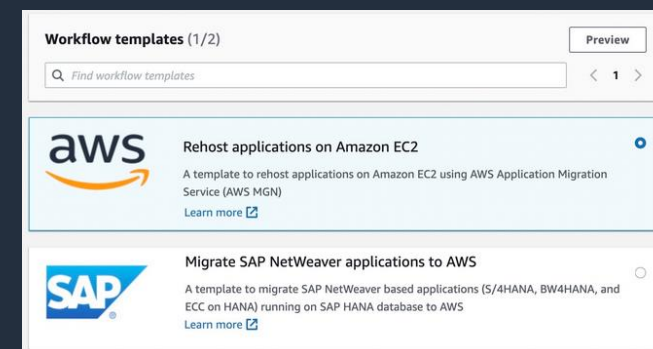 Workflow templates (1/2)
Preview
Find workflow templates
1
aws
Rehost applications on Amazon EC2
A template to rehost applications on Amazon EC2 using AWS Application Migration
Service (AWS MGN)
Learn more
SAP
Migrate SAP NetWeaver applications to AWS
A template to migrate SAP NetWeaver based applications (S/4HANA, BW4HANA, and
ECC on HANA) running on SAP HANA database to AWS
Learn more